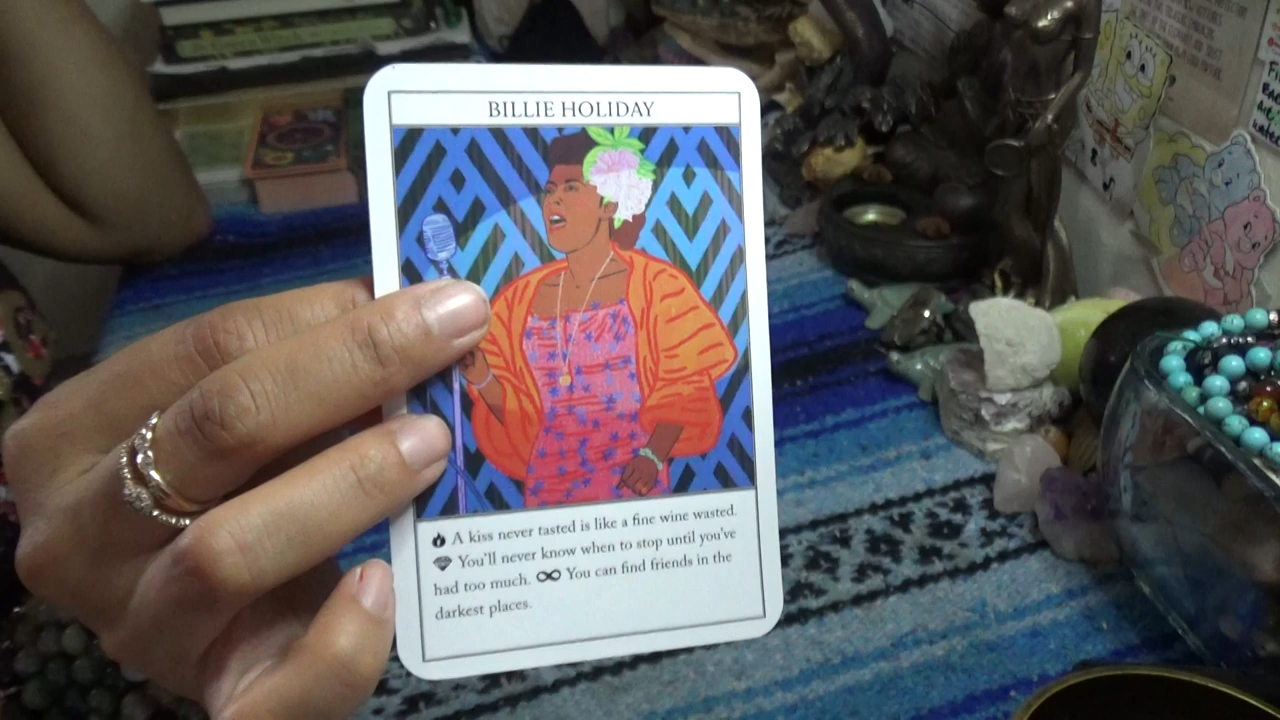 BILLIE HOLIDAY
🔥 A kiss never tasted is like a fine wine wasted.
💎 You'll never know when to stop until you've
had too much. ∞ You can find friends in the
darkest places.